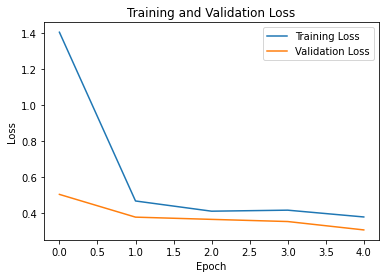 Training and Validation Loss
Training Loss
Validation Loss
1.4
1.2
1.0
0.8
0.6
0.4
Loss
0.0 0.5 1.0 1.5 2.0 2.5 3.0 3.5 4.0
Epoch